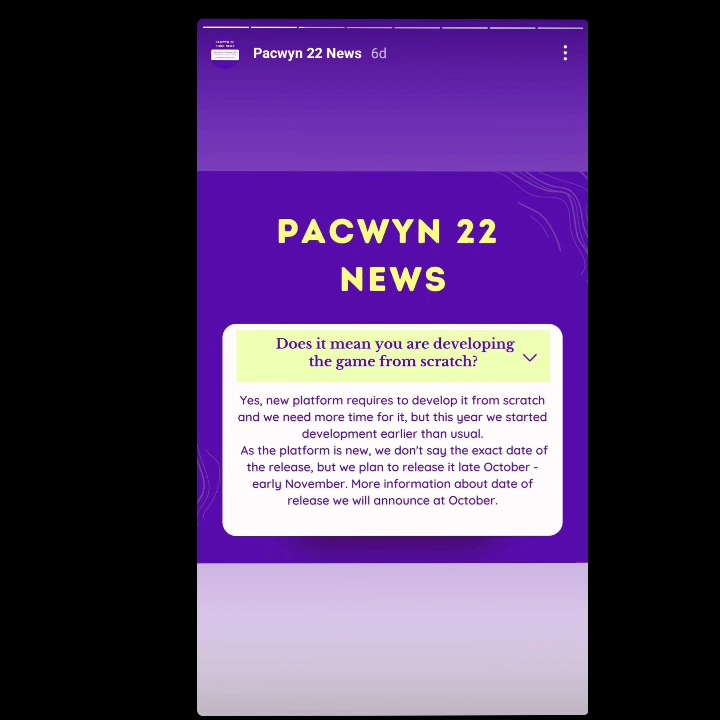 Pacwyn 22 News 6d
PACWYN 22
NEWS
Does it mean you are developing
the game from scratch?
Yes, new platform requires to develop it from scratch
and we need more time for it, but this year we started
development earlier than usual.
As the platform is new, we don't say the exact date of
the release, but we plan to release it late October -
early November. More information about date of
release we will announce at October.